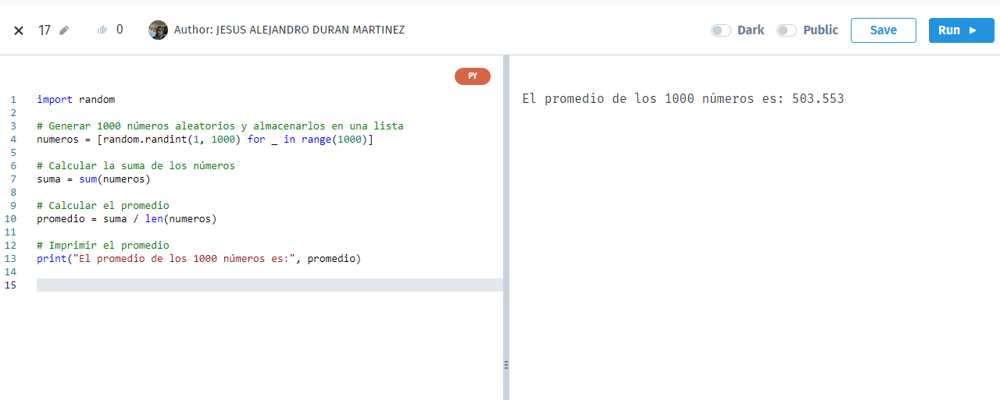 17
0
Author: JESUS ALEJANDRO DURAN MARTINEZ
Dark
Public
Save
Run
PY
1 import random
2
3 # Generar 1000 números aleatorios y almacenarlos en una lista
4 numeros = [random.randint(1, 1000) for _ in range(1000)]
5
6 # Calcular la suma de los números
7 suma = sum(numeros)
8
9 # Calcular el promedio
10 promedio = suma / len(numeros)
11
12 # Imprimir el promedio
13 print("El promedio de los 1000 números es:", promedio)
14
15
El promedio de los 1000 números es: 503.553